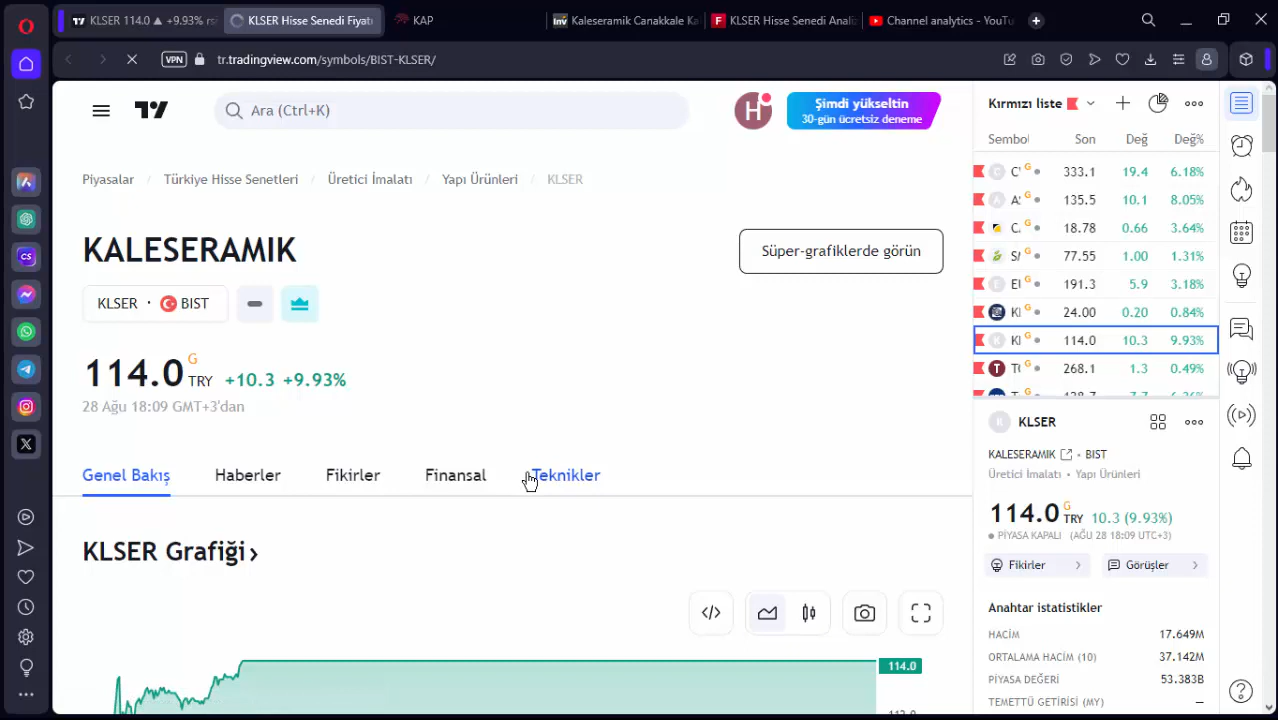 KLSER 114.0 ▲ +9.93%
KLSER Hisse Senedi Fiyatı
KAP
Kaleseramik Canakkale Ka
KLSER Hisse Senedi Analiz
Channel analytics - YouTu
VPN
tr.tradingview.com/symbols/BIST-KLSER/
Ara (Ctrl+K)
H
Şimdi yükseltin
30-gün ücretsiz deneme
Piyasalar / Türkiye Hisse Senetleri / Üretici İmalatı / Yapı Ürünleri / KLSER
KALESERAMIK
Süper-grafiklerde görün
KLSER · BIST
114.0 G TRY +10.3 +9.93%
28 Ağu 18:09 GMT+3'dan
Genel Bakış Haberler Fikirler Finansal Teknikler
KLSER Grafiği ›
114.0
Kırmızı liste
Sembol Son Değ Değ%
G 333.1 19.4 6.18%
G 135.5 10.1 8.05%
G 18.78 0.66 3.64%
G 77.55 1.00 1.31%
G 191.3 5.9 3.18%
G 24.00 0.20 0.84%
G 114.0 10.3 9.93%
G 268.1 1.3 0.49%
KLSER
KALESERAMIK · BIST
Üretici İmalatı · Yapı Ürünleri
114.0 G TRY 10.3 (9.93%)
PİYASA KAPALI (AĞU 28 18:09 UTC+3)
Fikirler
Görüşler
Anahtar istatistikler
HACİM 17.649M
ORTALAMA HACİM (10) 37.142M
PİYASA DEĞERİ 53.383B
TEMETTÜ GETİRİSİ (MY) —